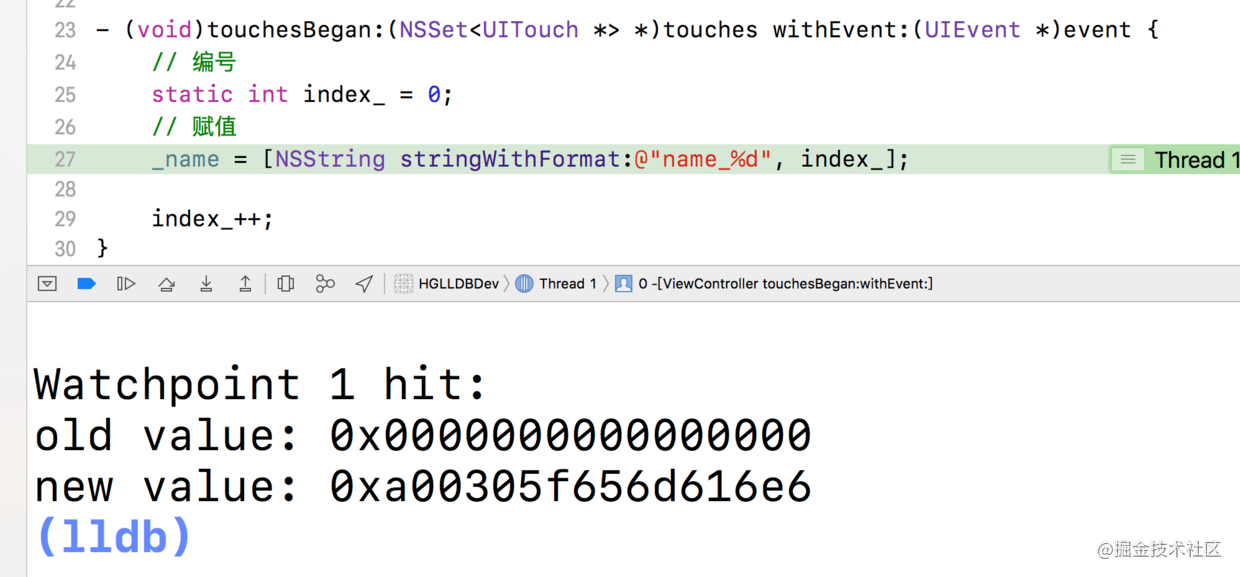 22
23 - (void)touchesBegan:(NSSet<UITouch *> *)touches withEvent:(UIEvent *)event {
24 // 编号
25 static int index_ = 0;
26 // 赋值
27 _name = [NSString stringWithFormat:@"name_%d", index_]; Thread 1
28
29 index_++;
30 }
HGLLDBDev Thread 1 0 -[ViewController touchesBegan:withEvent:]
Watchpoint 1 hit:
old value: 0x0000000000000000
new value: 0xa00305f656d616e6
(lldb)
@掘金技术社区